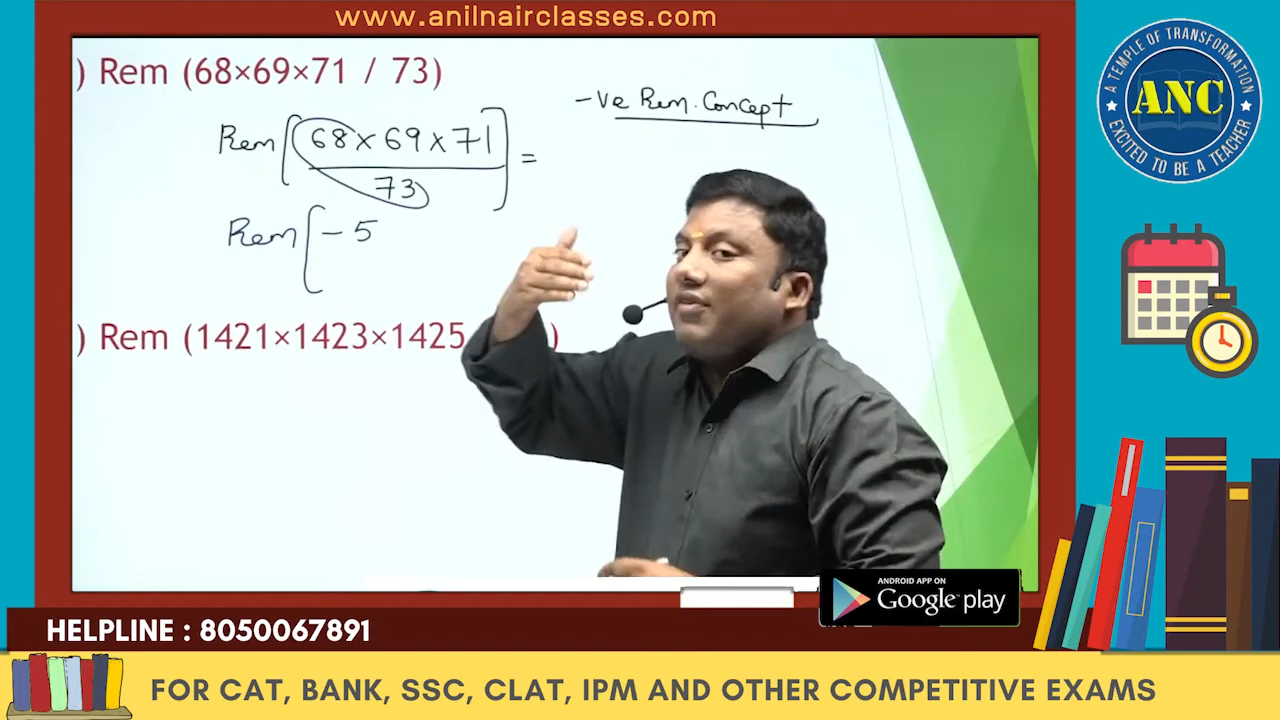 www.anilnairclasses.com
) Rem (68×69×71 / 73)
-ve Rem. Concept
Rem [68 × 69 × 71
73] =
Rem [ - 5
) Rem (1421×1423×1425 )
A TEMPLE OF TRANSFORMATION
ANC
EXCITED TO BE A TEACHER
ANDROID APP ON
Google play
HELPLINE : 8050067891
FOR CAT, BANK, SSC, CLAT, IPM AND OTHER COMPETITIVE EXAMS